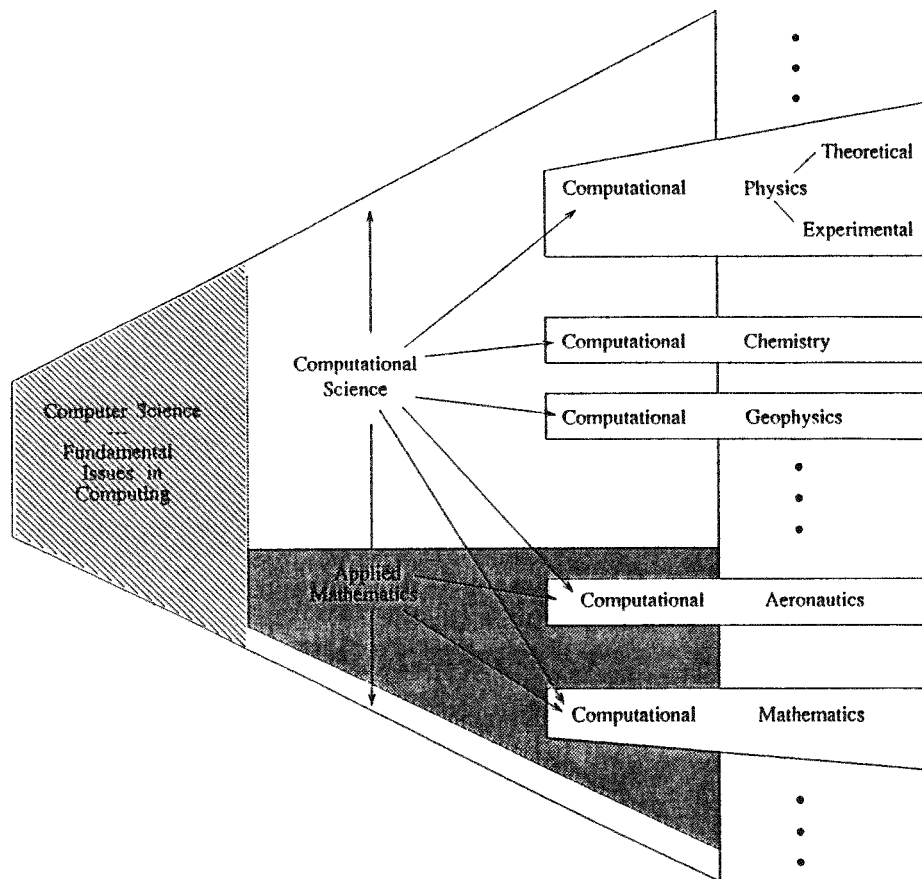 Theoretical
Computational Physics
Experimental
Computational Chemistry
Computational
Science
Computational Geophysics
Computer Science
---
Fundamental
Issues in
Computing
Applied
Mathematics
Computational Aeronautics
Computational Mathematics